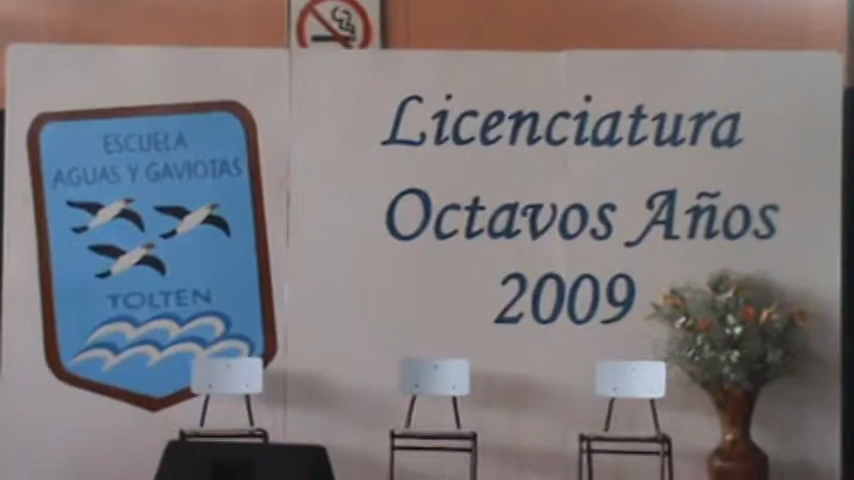 ESCUELA
AGUAS Y GAVIOTAS
TOLTEN
Licenciatura
Octavos Años
2009